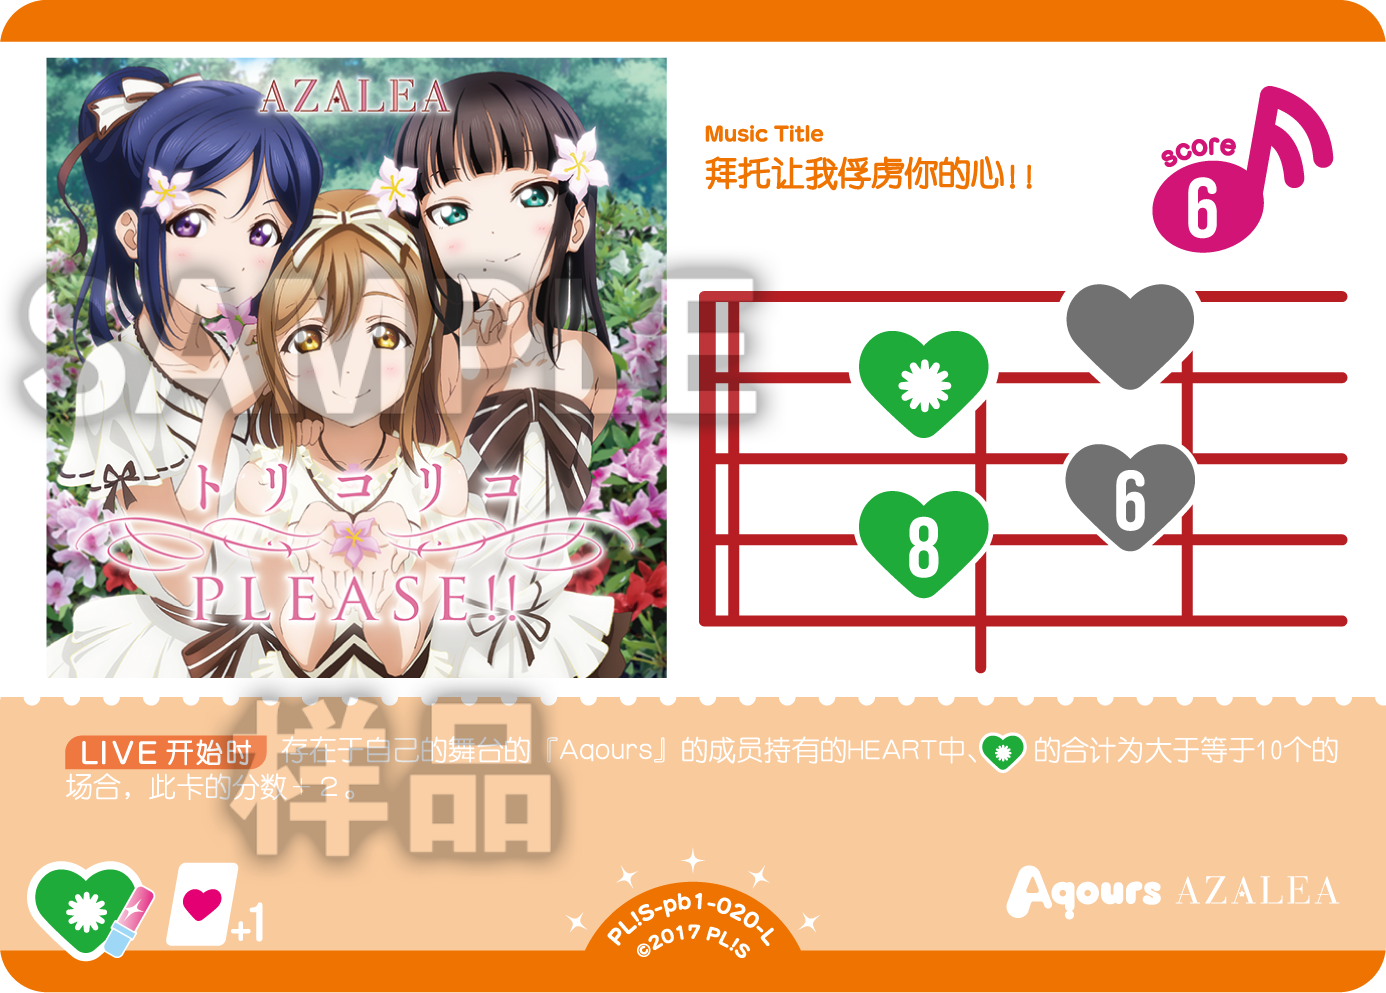 AZALEA
トリコリコ
PLEASE!!
SAMPLE
Music Title
拜托让我俘虏你的心!!
score
6
8
6
样品
LIVE 开始时 存在于自己的舞台的『Aqours』的成员持有的HEART中、的合计为大于等于10个的
场合，此卡的分数＋２。
+1
PL!S-pb1-020-L
©2017 PL!S
Aqours AZALEA